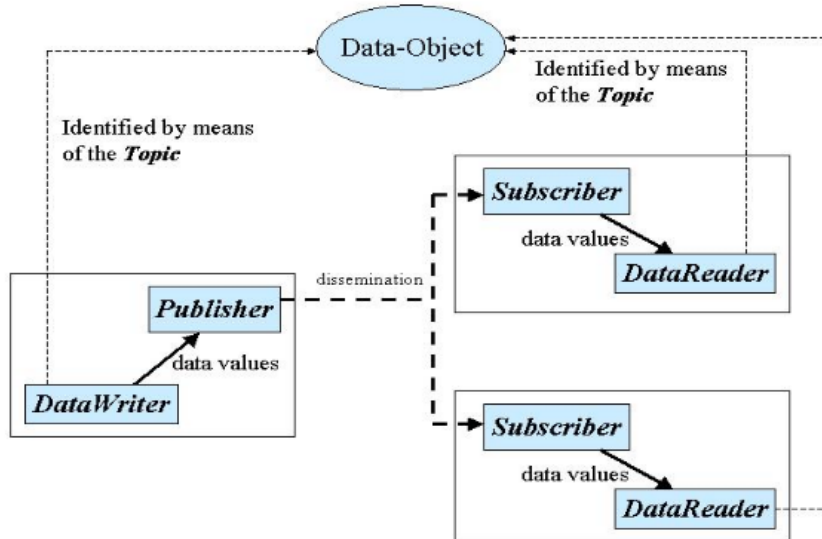 Data-Object
Identified by means
of the Topic
Identified by means
of the Topic
Subscriber
data values
DataReader
dissemination
Publisher
data values
DataWriter
Subscriber
data values
DataReader